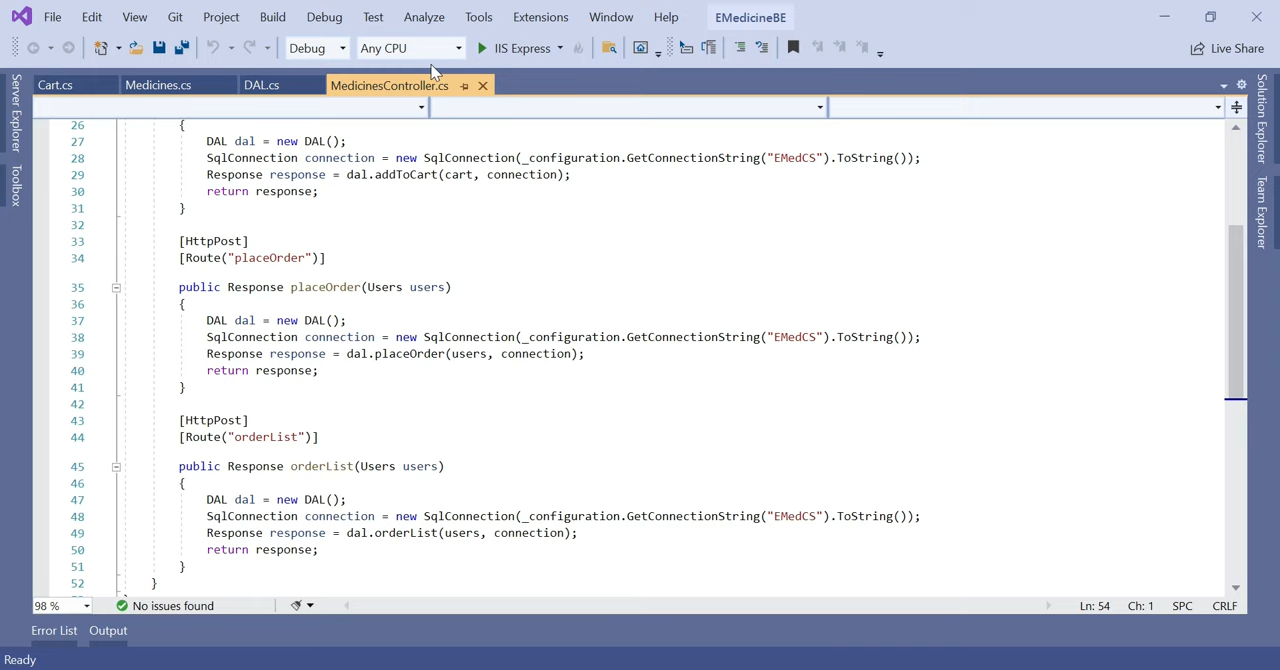 File Edit View Git Project Build Debug Test Analyze Tools Extensions Window Help EMedicineBE
Debug Any CPU IIS Express Live Share
Server Explorer
Toolbox
Cart.cs Medicines.cs DAL.cs MedicinesController.cs
26 {
27 DAL dal = new DAL();
28 SqlConnection connection = new SqlConnection(_configuration.GetConnectionString("EMedCS").ToString());
29 Response response = dal.addToCart(cart, connection);
30 return response;
31 }
32
33 [HttpPost]
34 [Route("placeOrder")]
35 public Response placeOrder(Users users)
36 {
37 DAL dal = new DAL();
38 SqlConnection connection = new SqlConnection(_configuration.GetConnectionString("EMedCS").ToString());
39 Response response = dal.placeOrder(users, connection);
40 return response;
41 }
42
43 [HttpPost]
44 [Route("orderList")]
45 public Response orderList(Users users)
46 {
47 DAL dal = new DAL();
48 SqlConnection connection = new SqlConnection(_configuration.GetConnectionString("EMedCS").ToString());
49 Response response = dal.orderList(users, connection);
50 return response;
51 }
52 }
Solution Explorer
Team Explorer
98 % No issues found Ln: 54 Ch: 1 SPC CRLF
Error List Output
Ready